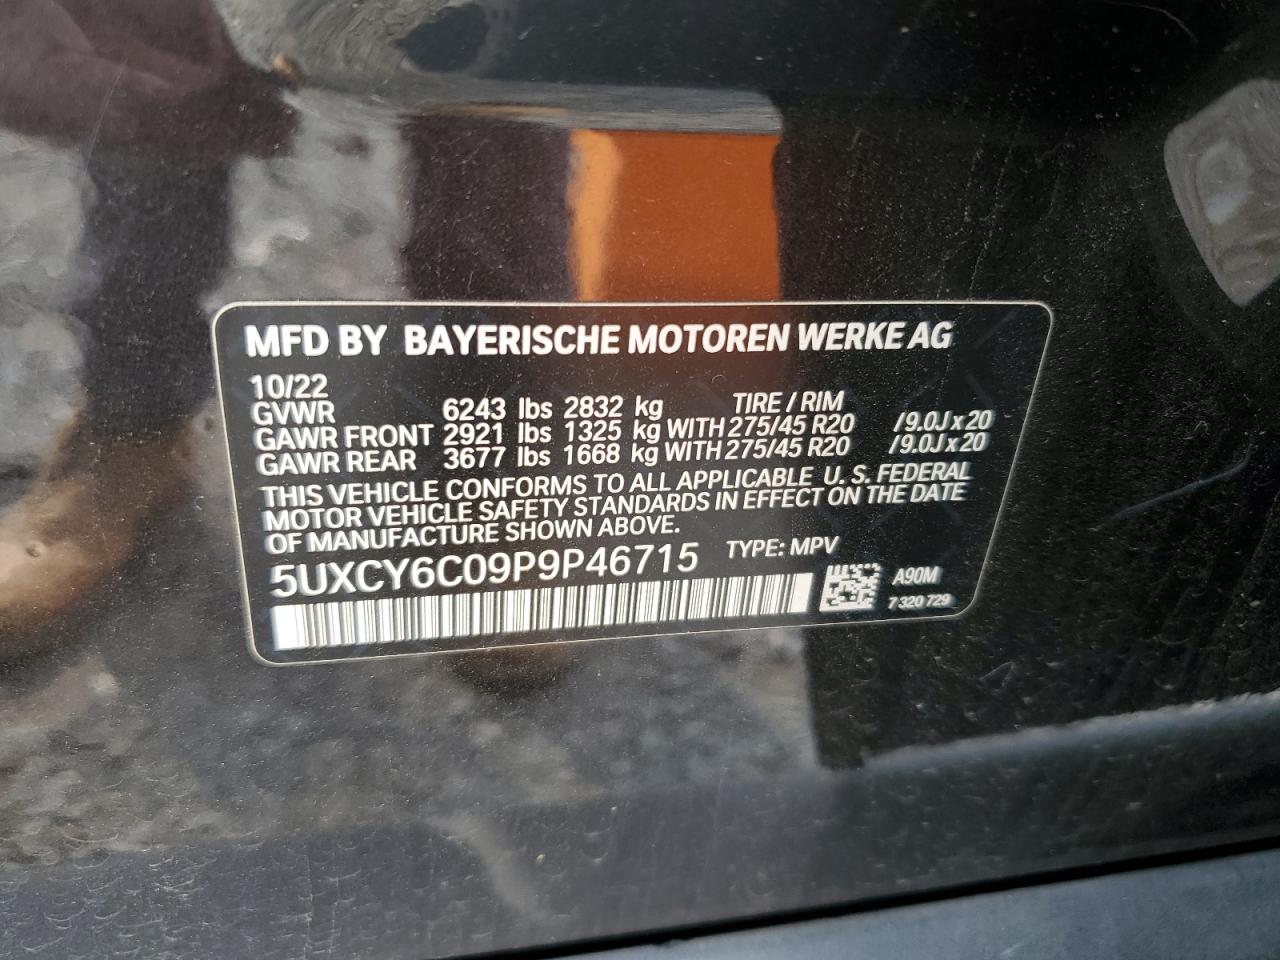 MFD BY BAYERISCHE MOTOREN WERKE AG
10/22
GVWR 6243 lbs 2832 kg TIRE / RIM
GAWR FRONT 2921 lbs 1325 kg WITH 275/45 R20 / 9.0J x 20
GAWR REAR 3677 lbs 1668 kg WITH 275/45 R20 / 9.0J x 20
THIS VEHICLE CONFORMS TO ALL APPLICABLE U. S. FEDERAL
MOTOR VEHICLE SAFETY STANDARDS IN EFFECT ON THE DATE
OF MANUFACTURE SHOWN ABOVE.
5UXCY6C09P9P46715 TYPE: MPV
A90M
7 320 729